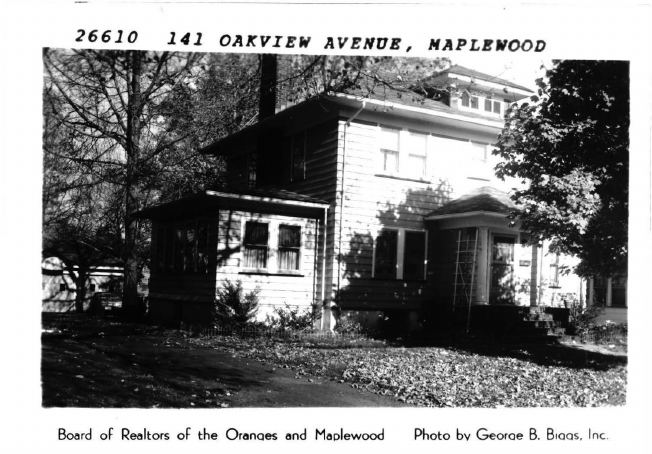 26610 141 OAKVIEW AVENUE, MAPLEWOOD
Board of Realtors of the Oranges and Maplewood Photo by George B. Biggs, Inc.